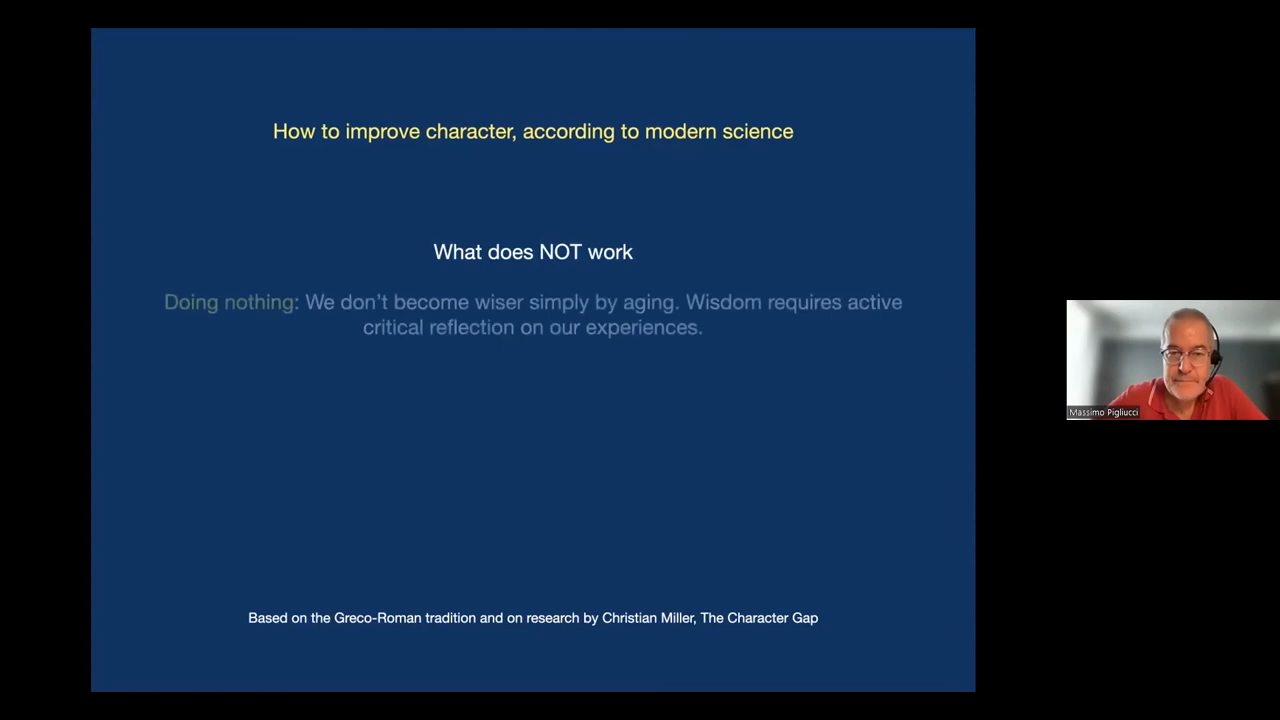 How to improve character, according to modern science
What does NOT work
Doing nothing: We don’t become wiser simply by aging. Wisdom requires active
critical reflection on our experiences.
Massimo Pigliucci
Based on the Greco-Roman tradition and on research by Christian Miller, The Character Gap